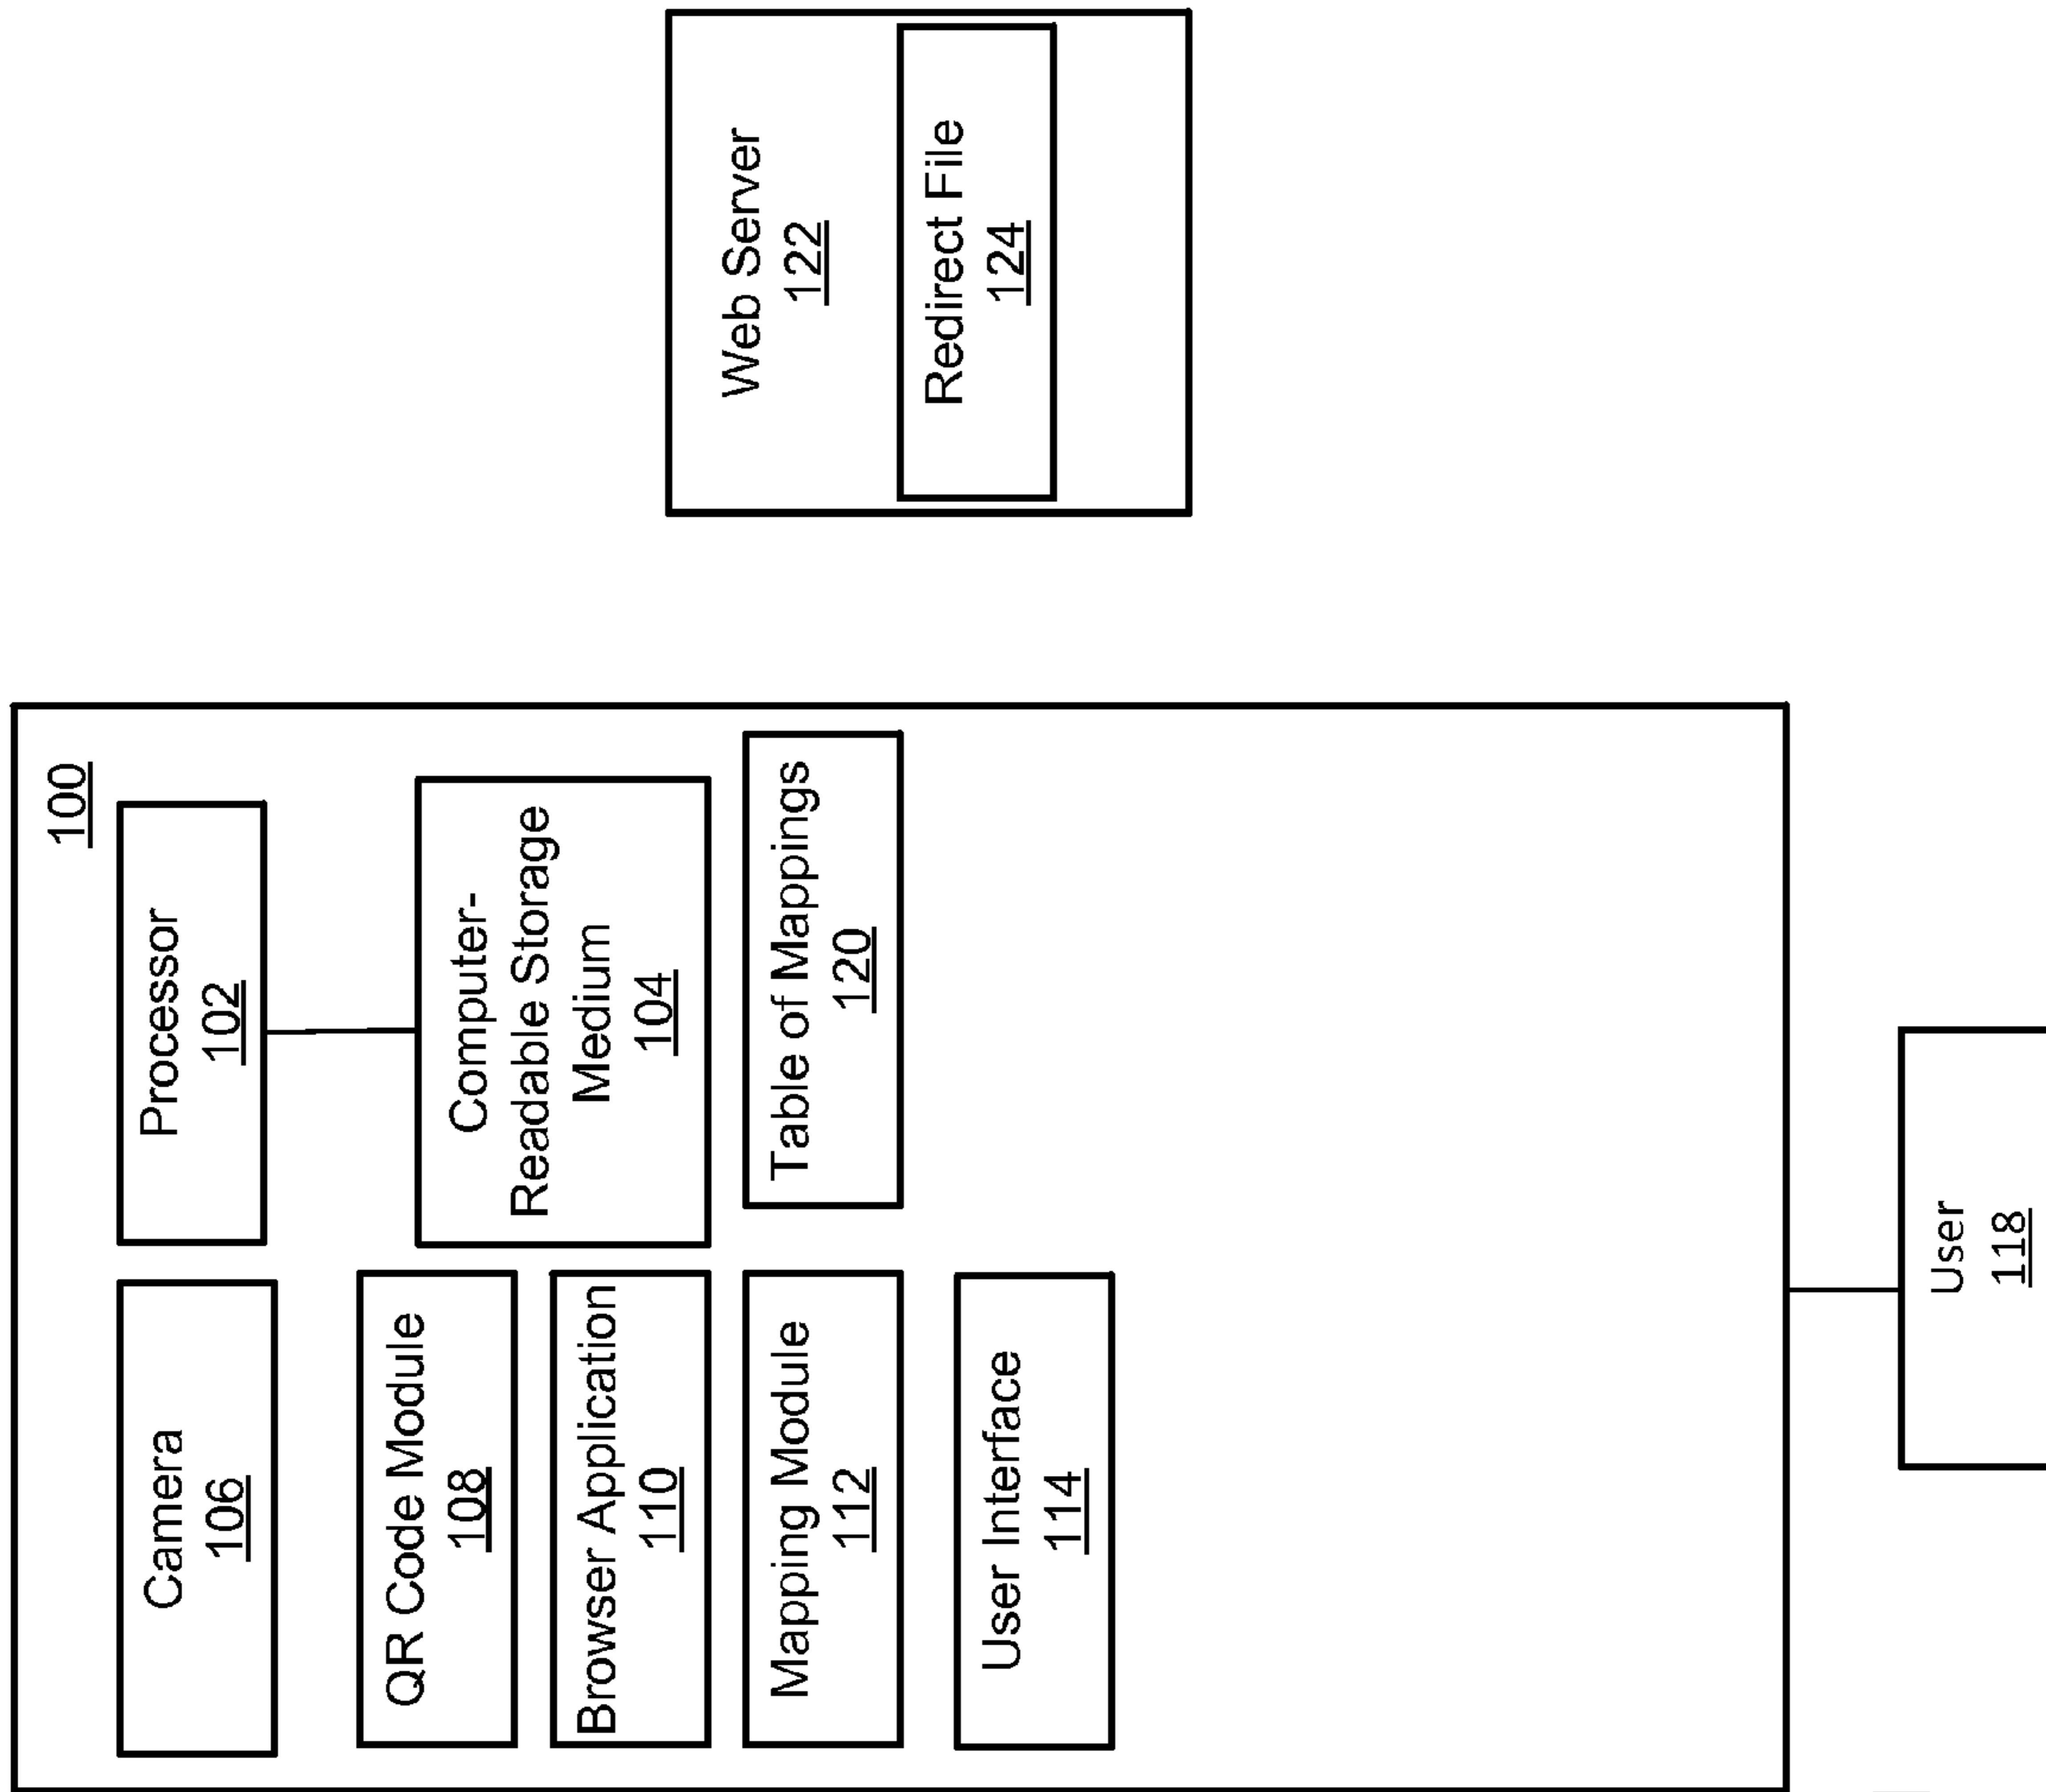 100
Camera
106
Processor
102
QR Code Module
108
Computer-
Readable Storage
Medium
104
Browser Application
110
Mapping Module
112
Table of Mappings
120
User Interface
114
User
118
Web Server
122
Redirect File
124